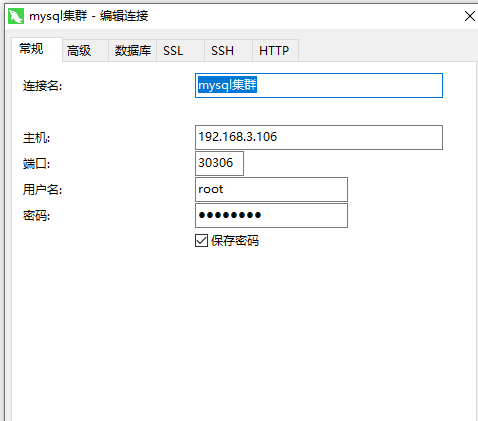 mysql集群 - 编辑连接
常规 高级 数据库 SSL SSH HTTP
连接名: mysql集群
主机: 192.168.3.106
端口: 30306
用户名: root
密码: ●●●●●●●●
保存密码